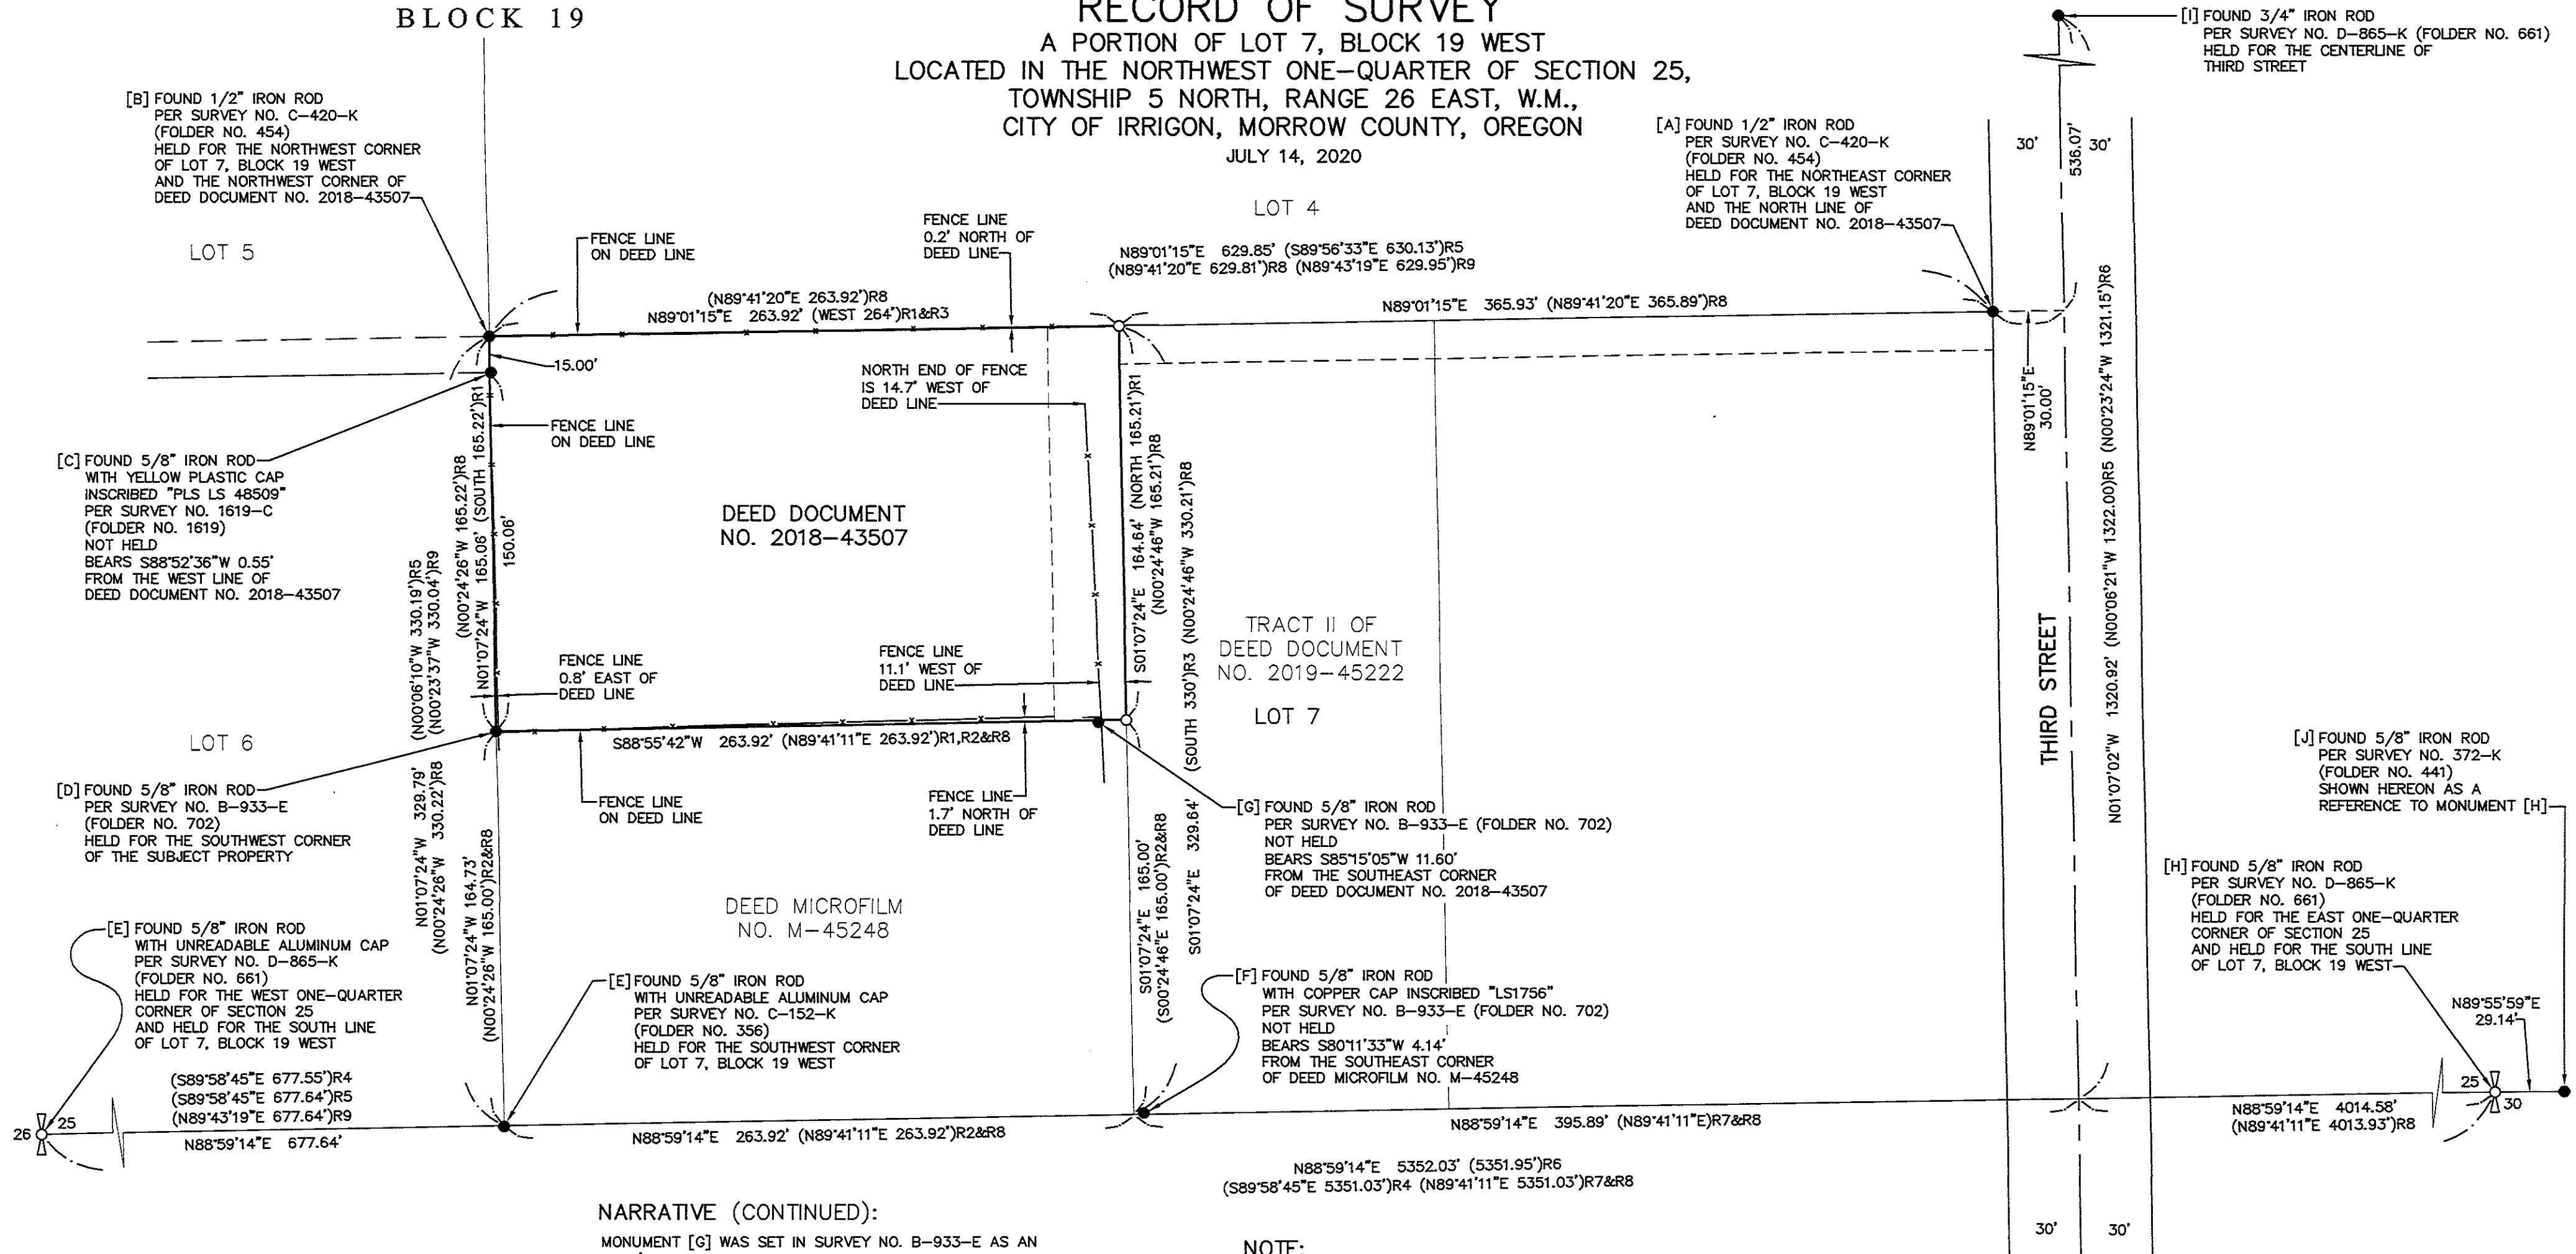 BLOCK 19
RECORD OF SURVEY
A PORTION OF LOT 7, BLOCK 19 WEST
LOCATED IN THE NORTHWEST ONE-QUARTER OF SECTION 25,
TOWNSHIP 5 NORTH, RANGE 26 EAST, W.M.,
CITY OF IRRIGON, MORROW COUNTY, OREGON
JULY 14, 2020
[I] FOUND 3/4" IRON ROD
PER SURVEY NO. D-865-K (FOLDER NO. 661)
HELD FOR THE CENTERLINE OF
THIRD STREET
[B] FOUND 1/2" IRON ROD
PER SURVEY NO. C-420-K
(FOLDER NO. 454)
HELD FOR THE NORTHWEST CORNER
OF LOT 7, BLOCK 19 WEST
AND THE NORTHWEST CORNER OF
DEED DOCUMENT NO. 2018-43507
[A] FOUND 1/2" IRON ROD
PER SURVEY NO. C-420-K
(FOLDER NO. 454)
HELD FOR THE NORTHEAST CORNER
OF LOT 7, BLOCK 19 WEST
AND THE NORTH LINE OF
DEED DOCUMENT NO. 2018-43507
30'
536.07'
30'
LOT 5
FENCE LINE
ON DEED LINE
FENCE LINE
0.2' NORTH OF
DEED LINE
LOT 4
N89°01'15"E 629.85' (S89°56'33"E 630.13')R5
(N89°41'20"E 629.81')R8 (N89°43'19"E 629.95')R9
(N89°41'20"E 263.92')R8
N89°01'15"E 263.92' (WEST 264')R1&R3
N89°01'15"E 365.93' (N89°41'20"E 365.89')R8
15.00'
NORTH END OF FENCE
IS 14.7' WEST OF
DEED LINE
N89°01'15"E
30.00'
FENCE LINE
ON DEED LINE
[C] FOUND 5/8" IRON ROD
WITH YELLOW PLASTIC CAP
INSCRIBED "PLS LS 48509"
PER SURVEY NO. 1619-C
(FOLDER NO. 1619)
NOT HELD
BEARS S88°52'36"W 0.55'
FROM THE WEST LINE OF
DEED DOCUMENT NO. 2018-43507
(N00°06'10"W 330.19')R5
(N00°23'37"W 330.04')R9
(N00°24'26"W 165.22')R8
N01°07'24"W 165.06' (SOUTH 165.22')R1
150.06'
DEED DOCUMENT
NO. 2018-43507
S01°07'24"E 164.64' (NORTH 165.21')R1
(N00°24'46"W 165.21')R8
(SOUTH 330')R3 (N00°24'46"W 330.21')R8
TRACT II OF
DEED DOCUMENT
NO. 2019-45222
LOT 7
THIRD STREET
N01°07'02"W 1320.92' (N00°06'21"W 1322.00)R5 (N00°23'24"W 1321.15')R6
FENCE LINE
0.8' EAST OF
DEED LINE
FENCE LINE
11.1' WEST OF
DEED LINE
LOT 6
S88°55'42"W 263.92' (N89°41'11"E 263.92')R1,R2&R8
[D] FOUND 5/8" IRON ROD
PER SURVEY NO. B-933-E
(FOLDER NO. 702)
HELD FOR THE SOUTHWEST CORNER
OF THE SUBJECT PROPERTY
FENCE LINE
ON DEED LINE
FENCE LINE
1.7' NORTH OF
DEED LINE
[G] FOUND 5/8" IRON ROD
PER SURVEY NO. B-933-E (FOLDER NO. 702)
NOT HELD
BEARS S85°15'05"W 11.60'
FROM THE SOUTHEAST CORNER
OF DEED DOCUMENT NO. 2018-43507
[J] FOUND 5/8" IRON ROD
PER SURVEY NO. 372-K
(FOLDER NO. 441)
SHOWN HEREON AS A
REFERENCE TO MONUMENT [H]
[H] FOUND 5/8" IRON ROD
PER SURVEY NO. D-865-K
(FOLDER NO. 661)
HELD FOR THE EAST ONE-QUARTER
CORNER OF SECTION 25
AND HELD FOR THE SOUTH LINE
OF LOT 7, BLOCK 19 WEST
N01°07'24"W 329.79'
(N00°24'26"W 330.22')R8
N01°07'24"W 164.73'
(N00°24'26"W 165.00')R2&R8
DEED MICROFILM
NO. M-45248
S01°07'24"E 165.00'
(S00°24'46"E 165.00')R2&R8
S01°07'24"E 329.64'
[E] FOUND 5/8" IRON ROD
WITH UNREADABLE ALUMINUM CAP
PER SURVEY NO. D-865-K
(FOLDER NO. 661)
HELD FOR THE WEST ONE-QUARTER
CORNER OF SECTION 25
AND HELD FOR THE SOUTH LINE
OF LOT 7, BLOCK 19 WEST
[E] FOUND 5/8" IRON ROD
WITH UNREADABLE ALUMINUM CAP
PER SURVEY NO. C-152-K
(FOLDER NO. 356)
HELD FOR THE SOUTHWEST CORNER
OF LOT 7, BLOCK 19 WEST
[F] FOUND 5/8" IRON ROD
WITH COPPER CAP INSCRIBED "LS1756"
PER SURVEY NO. B-933-E (FOLDER NO. 702)
NOT HELD
BEARS S80°11'33"W 4.14'
FROM THE SOUTHEAST CORNER
OF DEED MICROFILM NO. M-45248
N89°55'59"E
29.14'
(S89°58'45"E 677.55')R4
(S89°58'45"E 677.64')R5
(N89°43'19"E 677.64')R9
N88°59'14"E 677.64'
26
25
N88°59'14"E 263.92' (N89°41'11"E 263.92')R2&R8
N88°59'14"E 395.89' (N89°41'11"E)R7&R8
N88°59'14"E 4014.58'
(N89°41'11"E 4013.93')R8
25
30
N88°59'14"E 5352.03' (5351.95')R6
(S89°58'45"E 5351.03')R4 (N89°41'11"E 5351.03')R7&R8
NARRATIVE (CONTINUED):
MONUMENT [G] WAS SET IN SURVEY NO. B-933-E AS AN
NOTE:
30'
30'